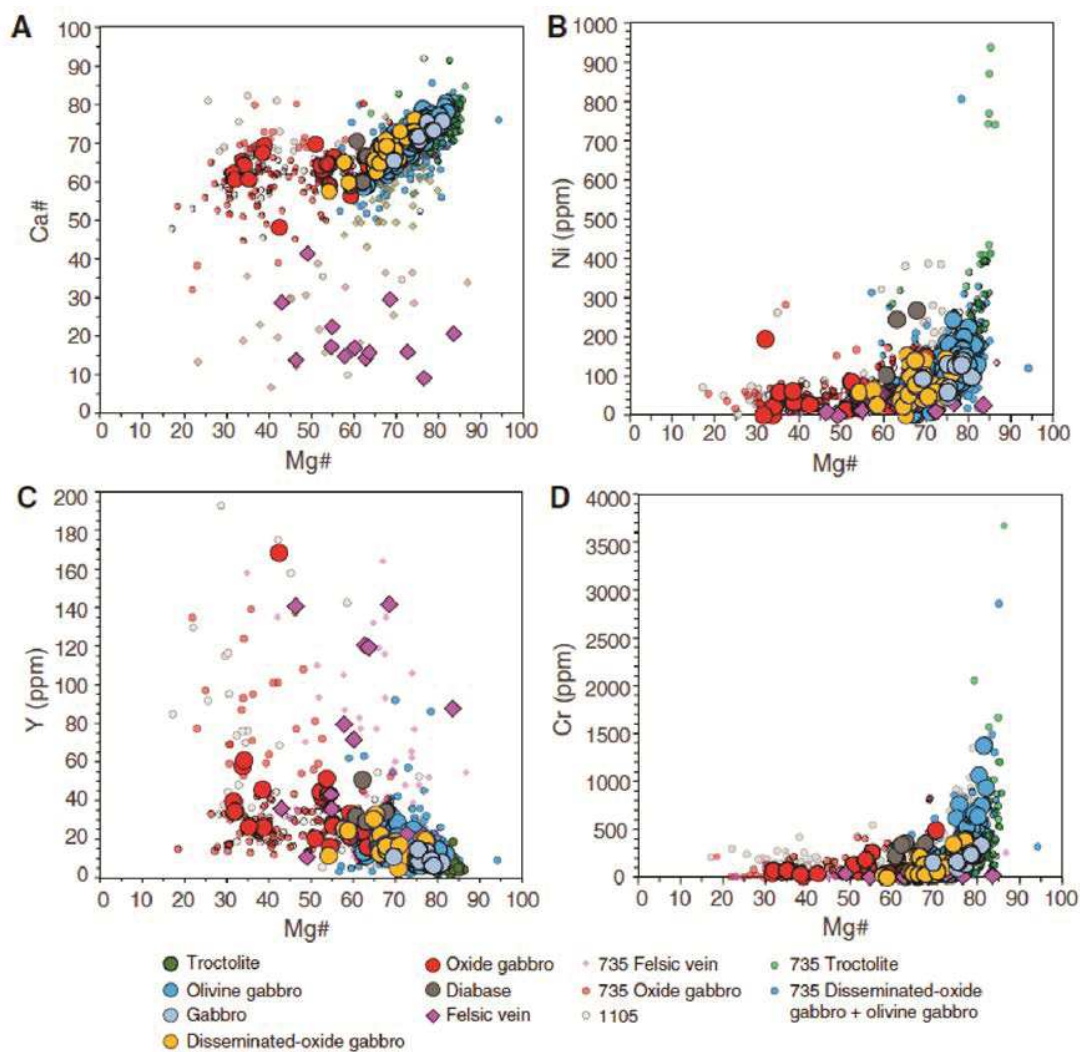 A
B
100
90
80
70
60
50
40
30
20
10
0
Ca#
0 10 20 30 40 50 60 70 80 90 100
Mg#
1000
900
800
700
600
500
400
300
200
100
0
Ni (ppm)
0 10 20 30 40 50 60 70 80 90 100
Mg#
C
D
200
180
160
140
120
100
80
60
40
20
0
Y (ppm)
0 10 20 30 40 50 60 70 80 90 100
Mg#
4000
3500
3000
2500
2000
1500
1000
500
0
Cr (ppm)
0 10 20 30 40 50 60 70 80 90 100
Mg#
Troctolite
Olivine gabbro
Gabbro
Disseminated-oxide gabbro
Oxide gabbro
Diabase
Felsic vein
735 Felsic vein
735 Oxide gabbro
1105
735 Troctolite
735 Disseminated-oxide
gabbro + olivine gabbro